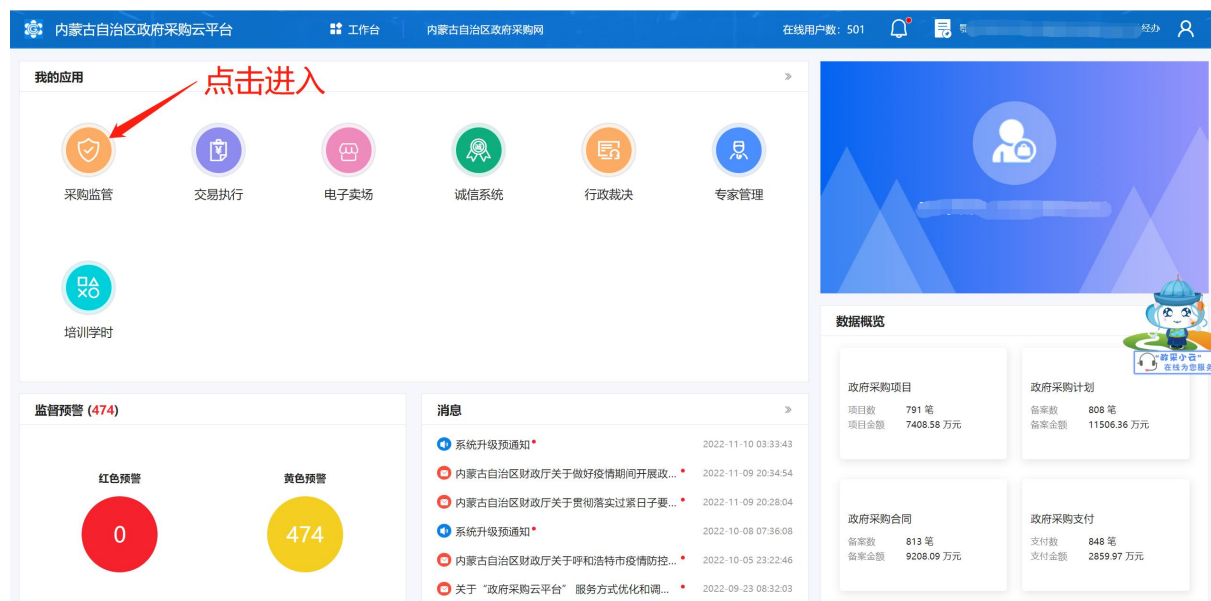 内蒙古自治区政府采购云平台 工作台 内蒙古自治区政府采购网 在线用户数：501 经办
我的应用
点击进入
采购监管 交易执行 电子卖场 诚信系统 行政裁决 专家管理
培训学时
数据概览
"蒙采小云"
在线为您服务
政府采购项目
项目数 791 笔
项目金额 7408.58 万元
政府采购计划
备案数 808 笔
备案金额 11506.36 万元
政府采购合同
备案数 813 笔
备案金额 9208.09 万元
政府采购支付
支付数 848 笔
支付金额 2859.97 万元
监督预警 (474)
红色预警 黄色预警
0 474
消息
系统升级预通知 2022-11-10 03:33:43
内蒙古自治区财政厅关于做好疫情期间开展政... 2022-11-09 20:34:54
内蒙古自治区财政厅关于贯彻落实过紧日子要... 2022-11-09 20:28:04
系统升级预通知 2022-10-08 07:36:08
内蒙古自治区财政厅关于呼和浩特市疫情防控... 2022-10-05 23:22:46
关于“政府采购云平台” 服务方式优化和调... 2022-09-23 08:32:03